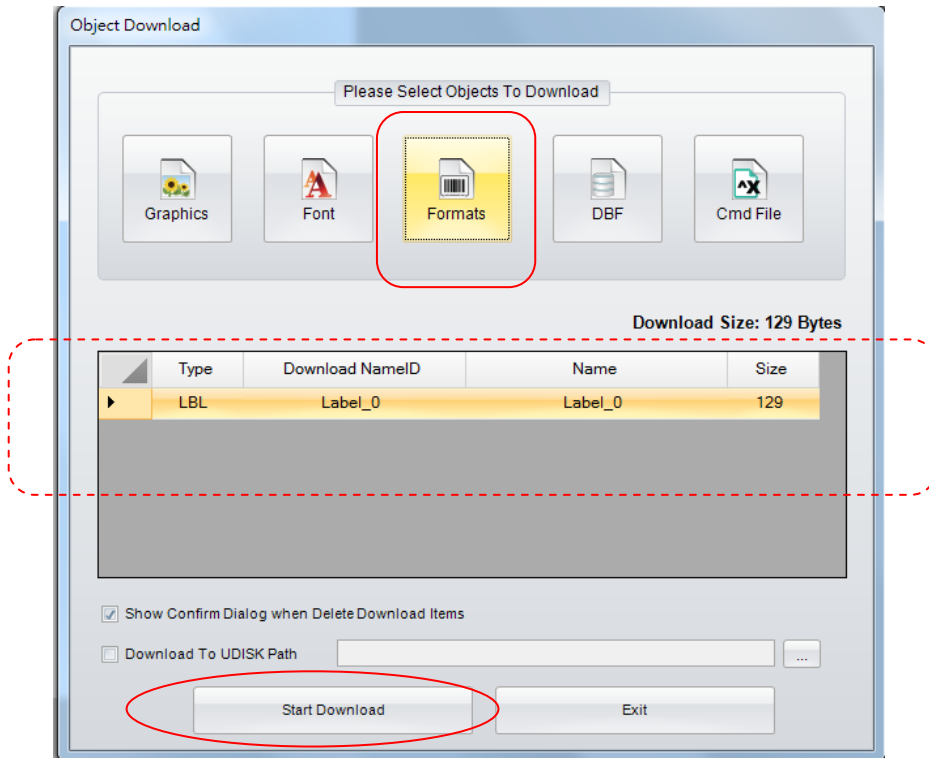 Object Download
Please Select Objects To Download
Graphics Font Formats DBF Cmd File
Download Size: 129 Bytes
Type Download NameID Name Size
LBL Label_0 Label_0 129
Show Confirm Dialog when Delete Download Items
Download To UDISK Path ...
Start Download Exit